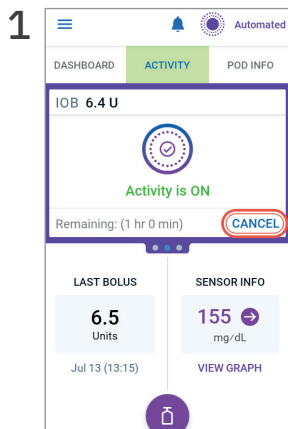 1
Automated
DASHBOARD ACTIVITY POD INFO
IOB 6.4 U
Activity is ON
Remaining: (1 hr 0 min) CANCEL
LAST BOLUS SENSOR INFO
6.5 155
Units mg/dL
Jul 13 (13:15) VIEW GRAPH